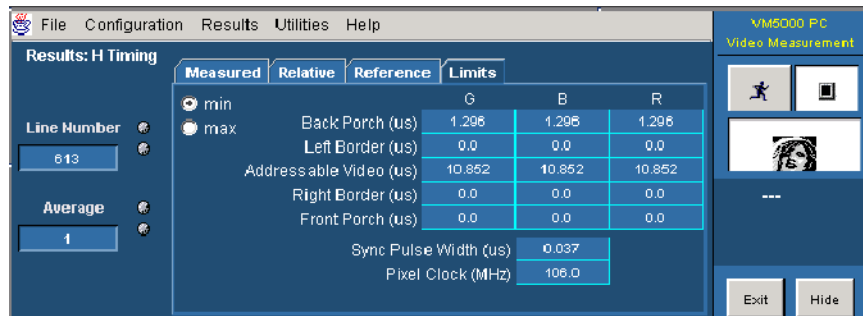 File Configuration Results Utilities Help
VM5000 PC
Video Measurement
Results: H Timing
Measured Relative Reference Limits
min
max
G B R
Back Porch (us) 1.296 1.296 1.296
Left Border (us) 0.0 0.0 0.0
Addressable Video (us) 10.852 10.852 10.852
Right Border (us) 0.0 0.0 0.0
Front Porch (us) 0.0 0.0 0.0
Sync Pulse Width (us) 0.037
Pixel Clock (MHz) 106.0
Line Number
613
Average
1
---
Exit Hide